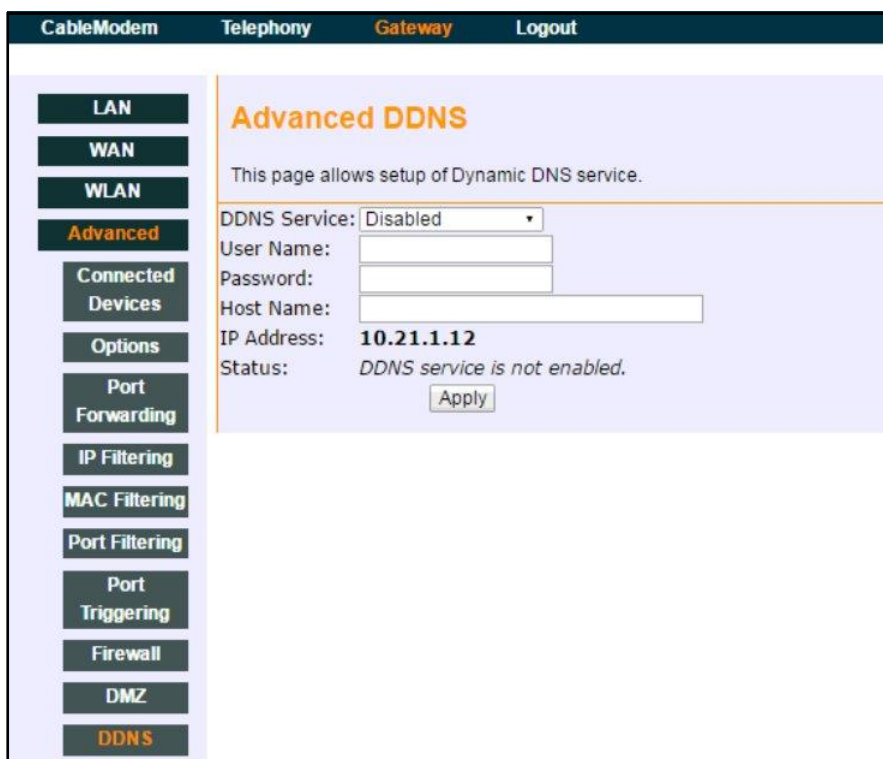 CableModem Telephony Gateway Logout
LAN
WAN
WLAN
Advanced
Connected
Devices
Options
Port
Forwarding
IP Filtering
MAC Filtering
Port Filtering
Port
Triggering
Firewall
DMZ
DDNS
Advanced DDNS
This page allows setup of Dynamic DNS service.
DDNS Service: Disabled
User Name:
Password:
Host Name:
IP Address: 10.21.1.12
Status: DDNS service is not enabled.
Apply